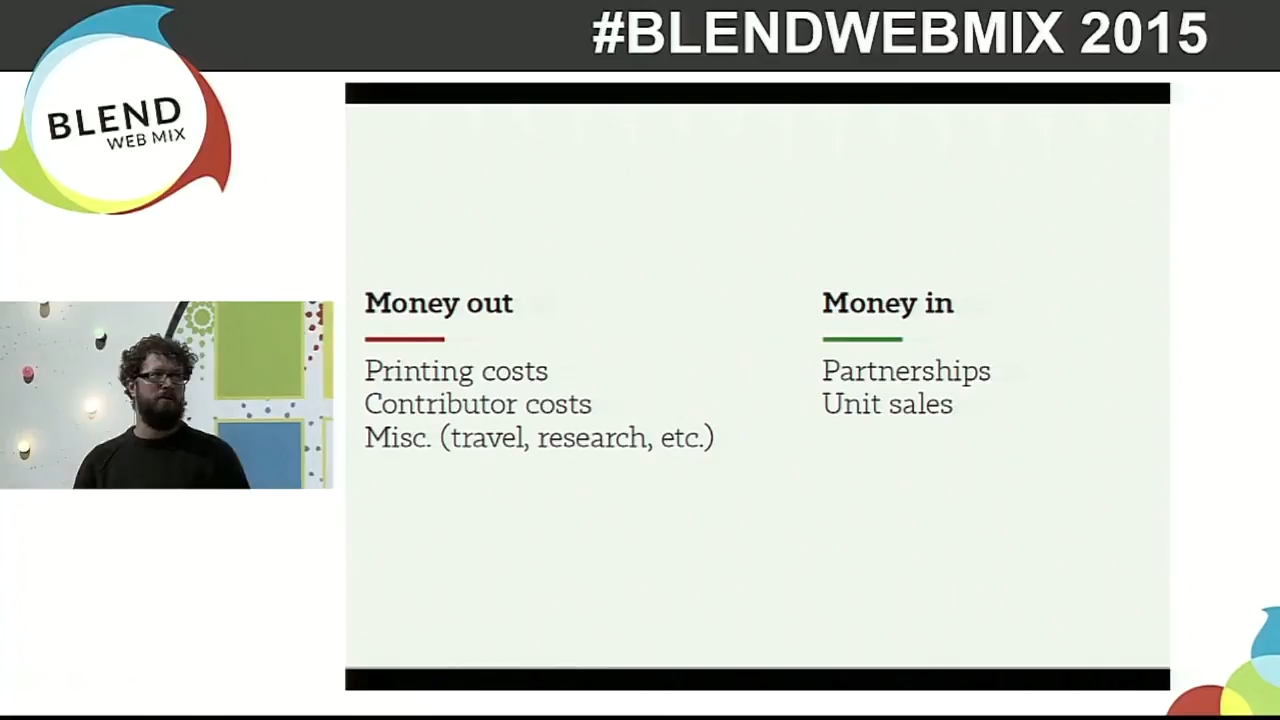 #BLENDWEBMIX 2015
BLEND
WEB MIX
Money out
Printing costs
Contributor costs
Misc. (travel, research, etc.)
Money in
Partnerships
Unit sales